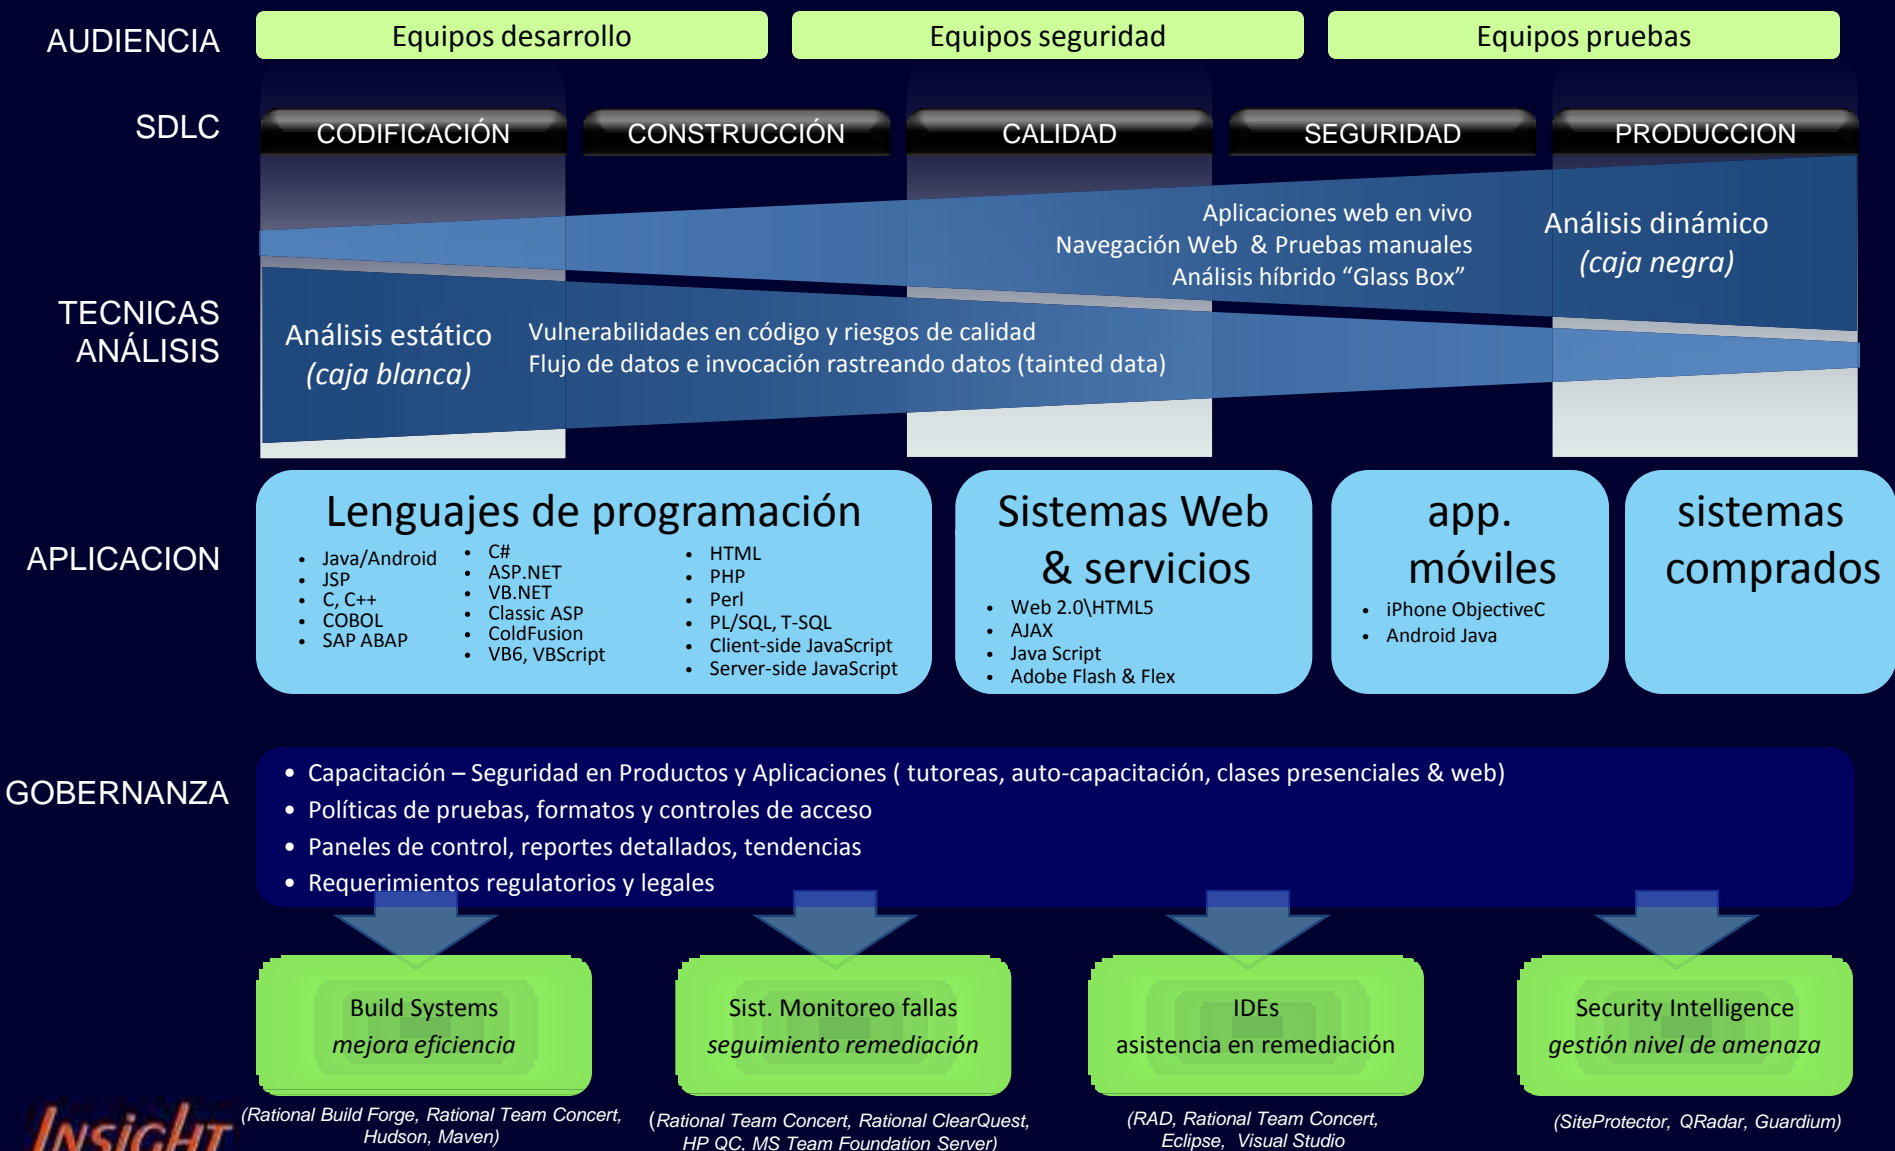 AUDIENCIA
Equipos desarrollo
Equipos seguridad
Equipos pruebas
SDLC
CODIFICACIÓN
CONSTRUCCIÓN
CALIDAD
SEGURIDAD
PRODUCCION
TECNICAS
ANÁLISIS
Aplicaciones web en vivo
Navegación Web & Pruebas manuales
Análisis híbrido “Glass Box”
Análisis dinámico
(caja negra)
Análisis estático
(caja blanca)
Vulnerabilidades en código y riesgos de calidad
Flujo de datos e invocación rastreando datos (tainted data)
APLICACION
Lenguajes de programación
• Java/Android
• JSP
• C, C++
• COBOL
• SAP ABAP
• C#
• ASP.NET
• VB.NET
• Classic ASP
• ColdFusion
• VB6, VBScript
• HTML
• PHP
• Perl
• PL/SQL, T-SQL
• Client-side JavaScript
• Server-side JavaScript
Sistemas Web
& servicios
• Web 2.0\HTML5
• AJAX
• Java Script
• Adobe Flash & Flex
app.
móviles
• iPhone ObjectiveC
• Android Java
sistemas
comprados
GOBERNANZA
• Capacitación – Seguridad en Productos y Aplicaciones ( tutoreas, auto-capacitación, clases presenciales & web)
• Políticas de pruebas, formatos y controles de acceso
• Paneles de control, reportes detallados, tendencias
• Requerimientos regulatorios y legales
Build Systems
mejora eficiencia
(Rational Build Forge, Rational Team Concert,
Hudson, Maven)
Sist. Monitoreo fallas
seguimiento remediación
(Rational Team Concert, Rational ClearQuest,
HP QC, MS Team Foundation Server)
IDEs
asistencia en remediación
(RAD, Rational Team Concert,
Eclipse, Visual Studio
Security Intelligence
gestión nivel de amenaza
(SiteProtector, QRadar, Guardium)
INSIGHT